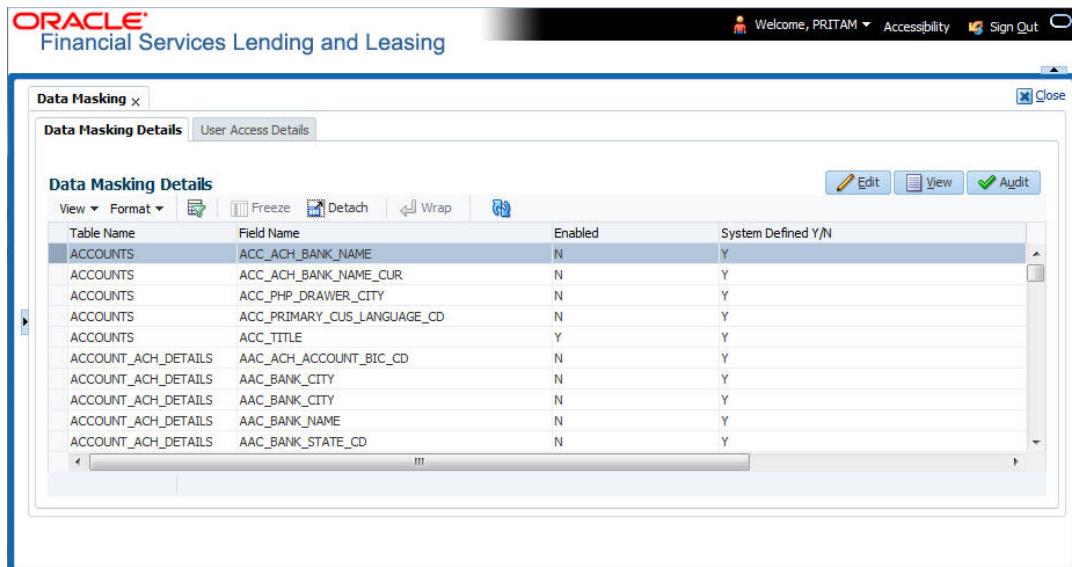 ORACLE
Financial Services Lending and Leasing
Welcome, PRITAM Accessibility Sign Out
Data Masking
Close
Data Masking Details User Access Details
Data Masking Details
Edit View Audit
View Format Freeze Detach Wrap
Table Name Field Name Enabled System Defined Y/N
ACCOUNTS ACC_ACH_BANK_NAME N Y
ACCOUNTS ACC_ACH_BANK_NAME_CUR N Y
ACCOUNTS ACC_PHP_DRAWER_CITY N Y
ACCOUNTS ACC_PRIMARY_CUS_LANGUAGE_CD N Y
ACCOUNTS ACC_TITLE Y Y
ACCOUNT_ACH_DETAILS AAC_ACH_ACCOUNT_BIC_CD N Y
ACCOUNT_ACH_DETAILS AAC_BANK_CITY N Y
ACCOUNT_ACH_DETAILS AAC_BANK_CITY N Y
ACCOUNT_ACH_DETAILS AAC_BANK_NAME N Y
ACCOUNT_ACH_DETAILS AAC_BANK_STATE_CD N Y